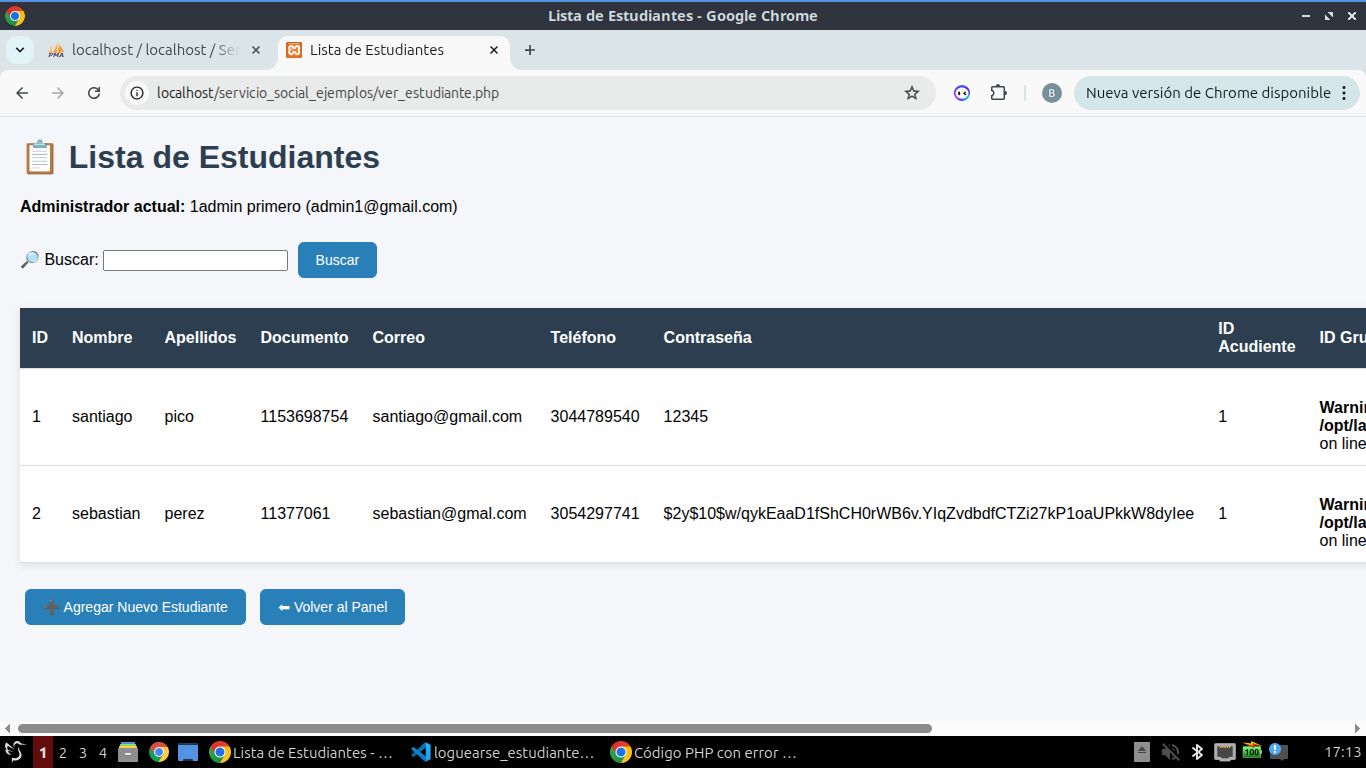 Lista de Estudiantes - Google Chrome
localhost / localhost / Ser
Lista de Estudiantes
localhost/servicio_social_ejemplos/ver_estudiante.php
B
Nueva versión de Chrome disponible
Lista de Estudiantes
Administrador actual: 1admin primero (admin1@gmail.com)
Buscar:
Buscar
ID Nombre Apellidos Documento Correo Teléfono Contraseña ID Acudiente ID Gru
1 santiago pico 1153698754 santiago@gmail.com 3044789540 12345 1
Warnin
/opt/la
on line
2 sebastian perez 11377061 sebastian@gmal.com 3054297741 $2y$10$w/qykEaaD1fShCH0rWB6v.YIqZvdbdfCTZi27kP1oaUPkkW8dyIee 1
Warnin
/opt/la
on line
Agregar Nuevo Estudiante
Volver al Panel
1 2 3 4 Lista de Estudiantes - ... loguearse_estudiante... Código PHP con error ... 100 17:13